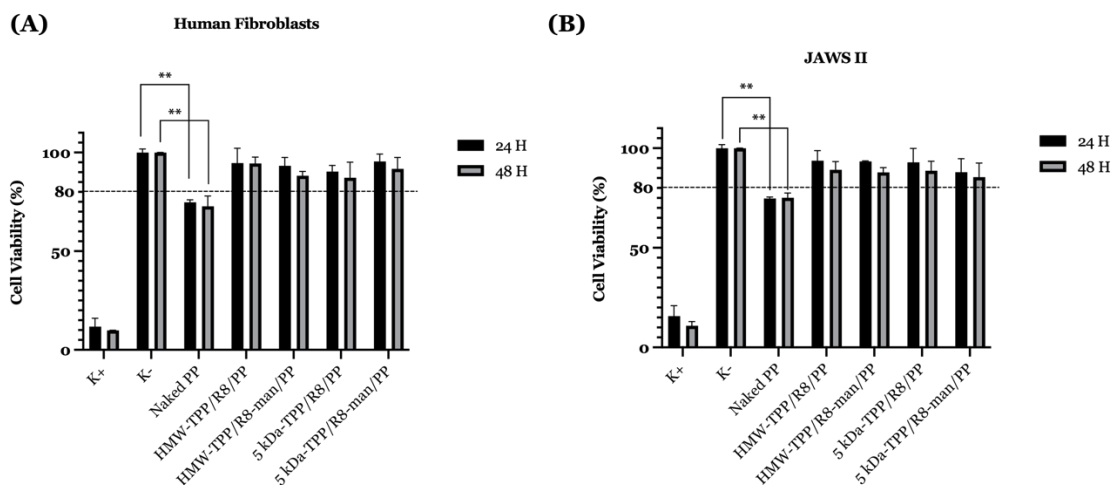 (A)
Human Fibroblasts
**
**
Cell Viability (%)
100
80
50
0
K+
K-
Naked PP
HMW-TPP/R8/PP
HMW-TPP/R8-man/PP
5 kDa-TPP/R8/PP
5 kDa-TPP/R8-man/PP
24 H
48 H
(B)
JAWS II
**
**
Cell Viability (%)
100
80
50
0
K+
K-
Naked PP
HMW-TPP/R8/PP
HMW-TPP/R8-man/PP
5 kDa-TPP/R8/PP
5 kDa-TPP/R8-man/PP
24 H
48 H